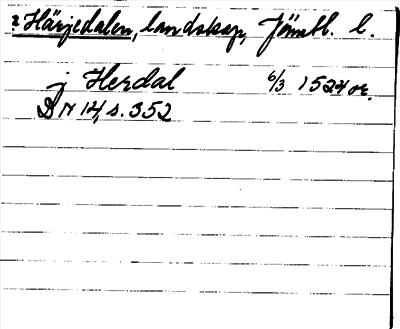 Härjedalen, landskap, Jämtl. l.
j Herdal 6/3 1524 or.
DN 14 s. 352